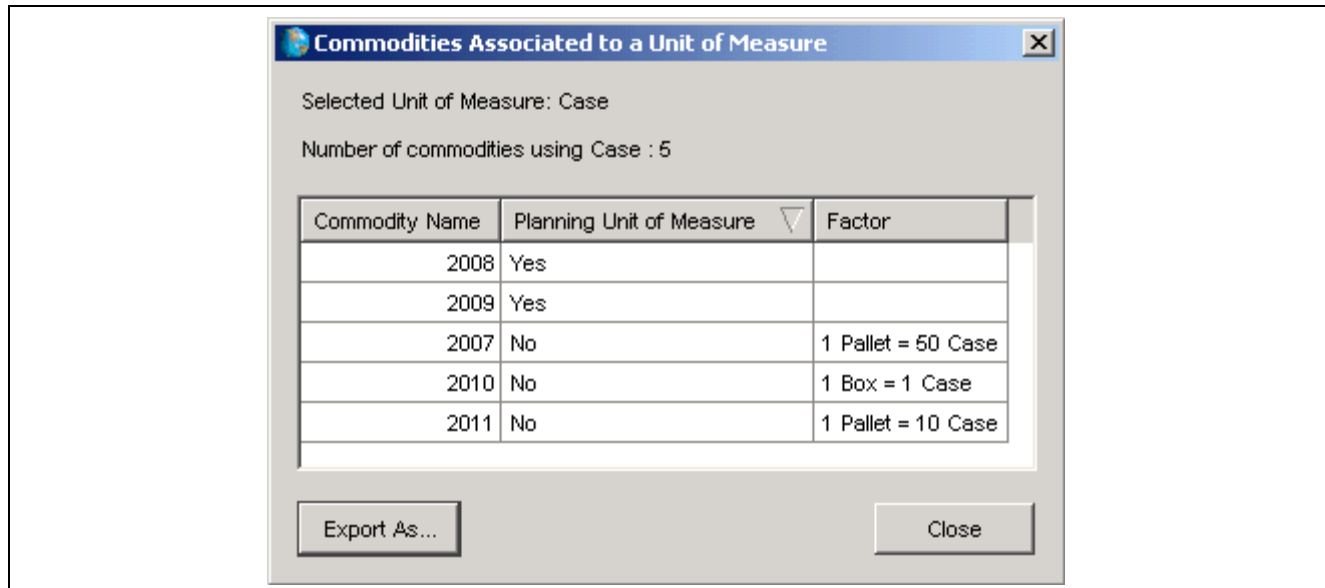 Commodities Associated to a Unit of Measure
Selected Unit of Measure: Case
Number of commodities using Case : 5
Commodity Name Planning Unit of Measure Factor
2008 Yes
2009 Yes
2007 No 1 Pallet = 50 Case
2010 No 1 Box = 1 Case
2011 No 1 Pallet = 10 Case
Export As... Close